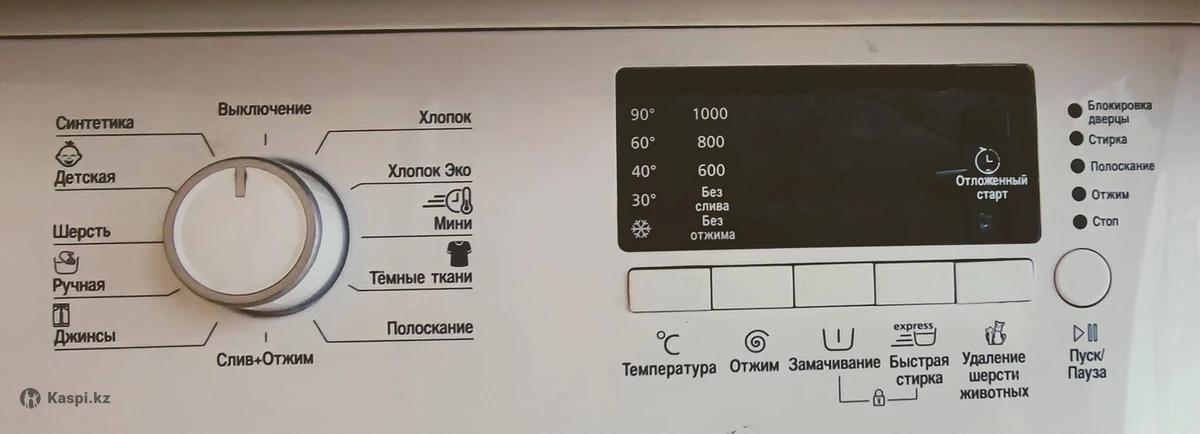 Выключение
Синтетика
Детская
Шерсть
Ручная
Джинсы
Слив+Отжим
Хлопок
Хлопок Эко
Мини
Тёмные ткани
Полоскание
90° 1000
60° 800
40° 600
30° Без слива
Без отжима
Отложенный
старт
Блокировка
дверцы
Стирка
Полоскание
Отжим
Стоп
°C
Температура
Отжим
Замачивание
express
Быстрая
стирка
Удаление
шерсти
животных
Пуск/
Пауза
Kaspi.kz